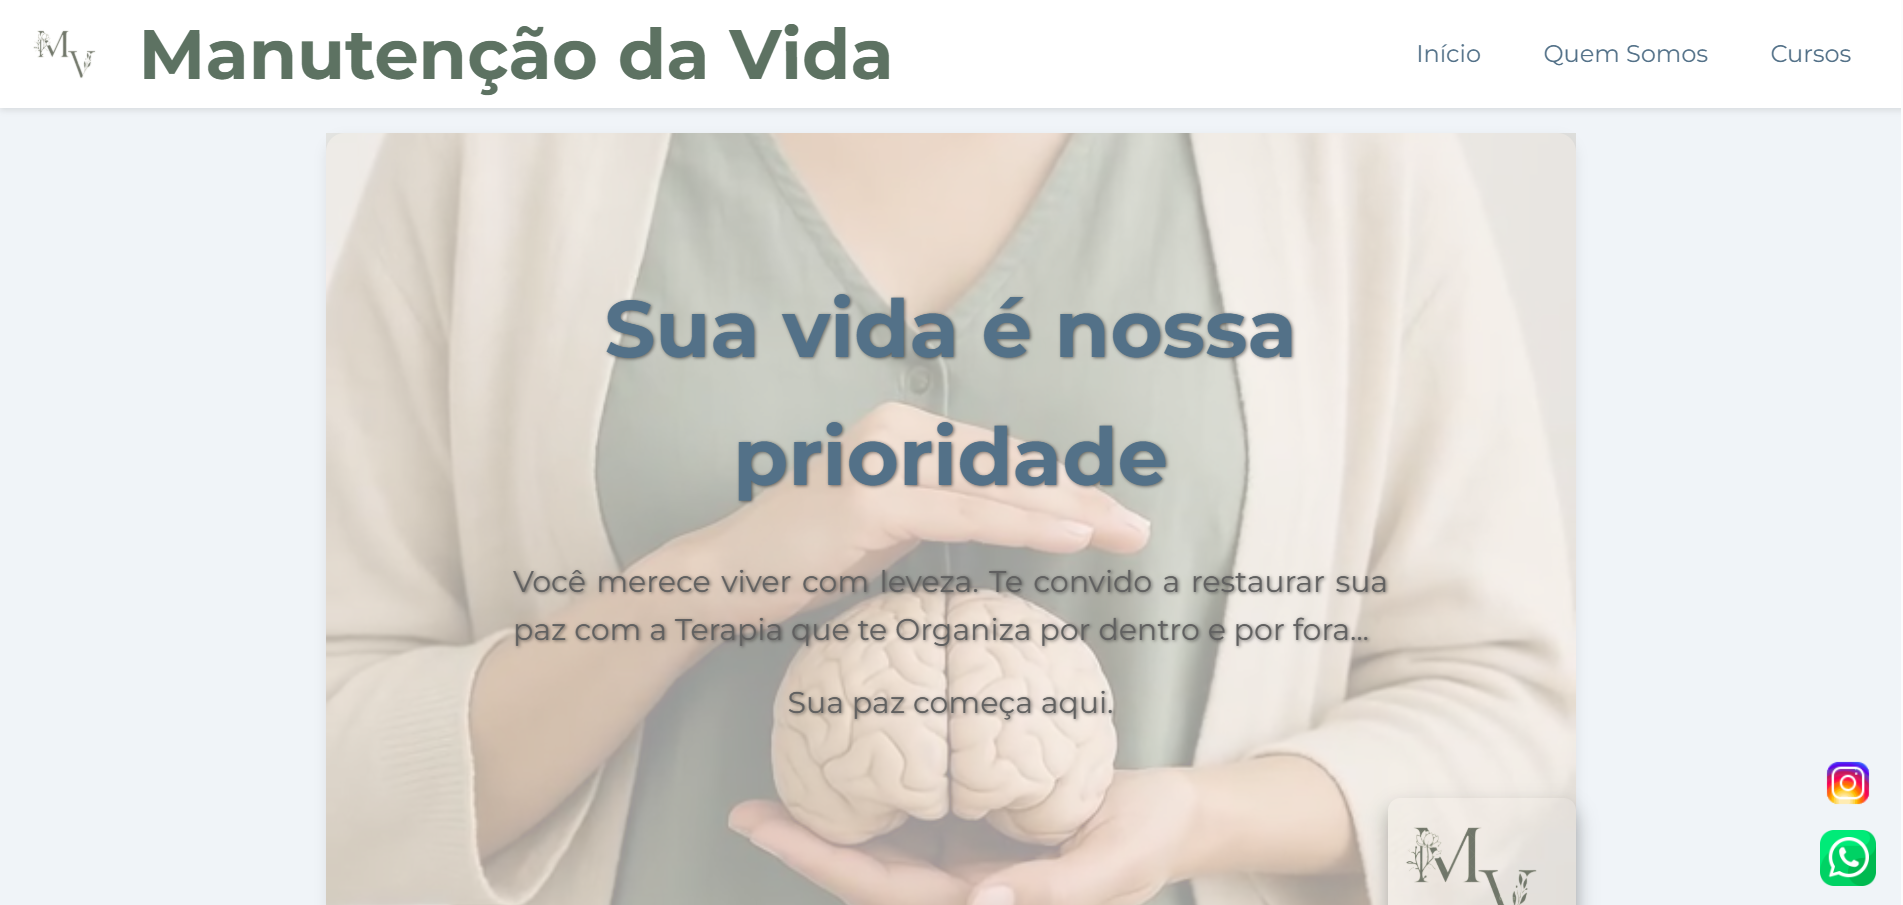 MV
Manutenção da Vida
Início
Quem Somos
Cursos
Sua vida é nossa
prioridade
Você merece viver com leveza. Te convido a restaurar sua
paz com a Terapia que te Organiza por dentro e por fora...
Sua paz começa aqui.
MV